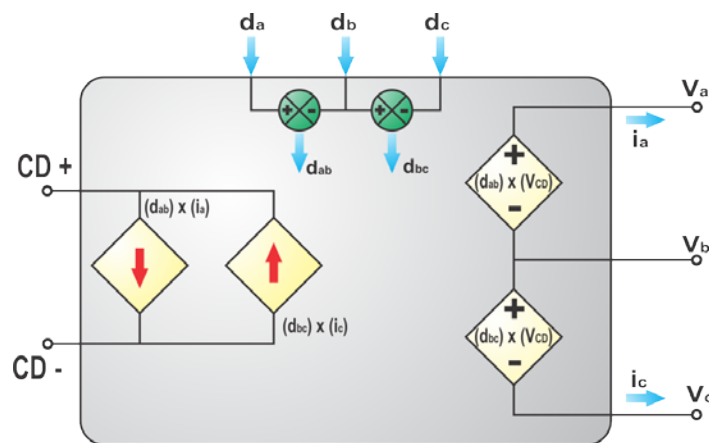 da db dc
Va
+ - + -
ia
dab dbc
CD +
+
(dab) x (VCD)
-
(dab) x (ia)
Vb
+
(dbc) x (VCD)
-
(dbc) x (ic)
CD -
ic
Vc